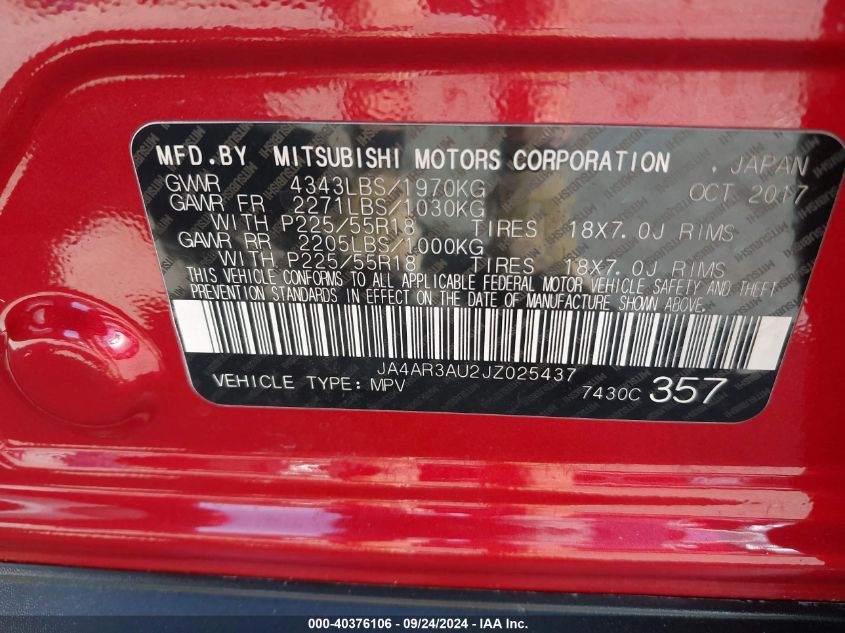 MFD.BY MITSUBISHI MOTORS CORPORATION , JAPAN
GVWR 4343LBS/1970KG OCT 2017
GAWR FR 2271LBS/1030KG
WITH P225/55R18 TIRES 18X7.0J RIMS
GAWR RR 2205LBS/1000KG
WITH P225/55R18 TIRES 18X7.0J RIMS
THIS VEHICLE CONFORMS TO ALL APPLICABLE FEDERAL MOTOR VEHICLE SAFETY AND THEFT
PREVENTION STANDARDS IN EFFECT ON THE DATE OF MANUFACTURE SHOWN ABOVE.
JA4AR3AU2JZ025437
VEHICLE TYPE: MPV 7430C 357
000-40376106 - 09/24/2024 - IAA Inc.